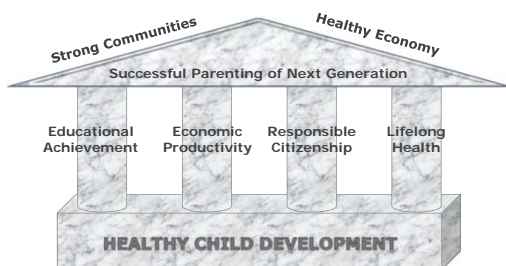 Strong Communities
Healthy Economy
Successful Parenting of Next Generation
Educational
Achievement
Economic
Productivity
Responsible
Citizenship
Lifelong
Health
HEALTHY CHILD DEVELOPMENT